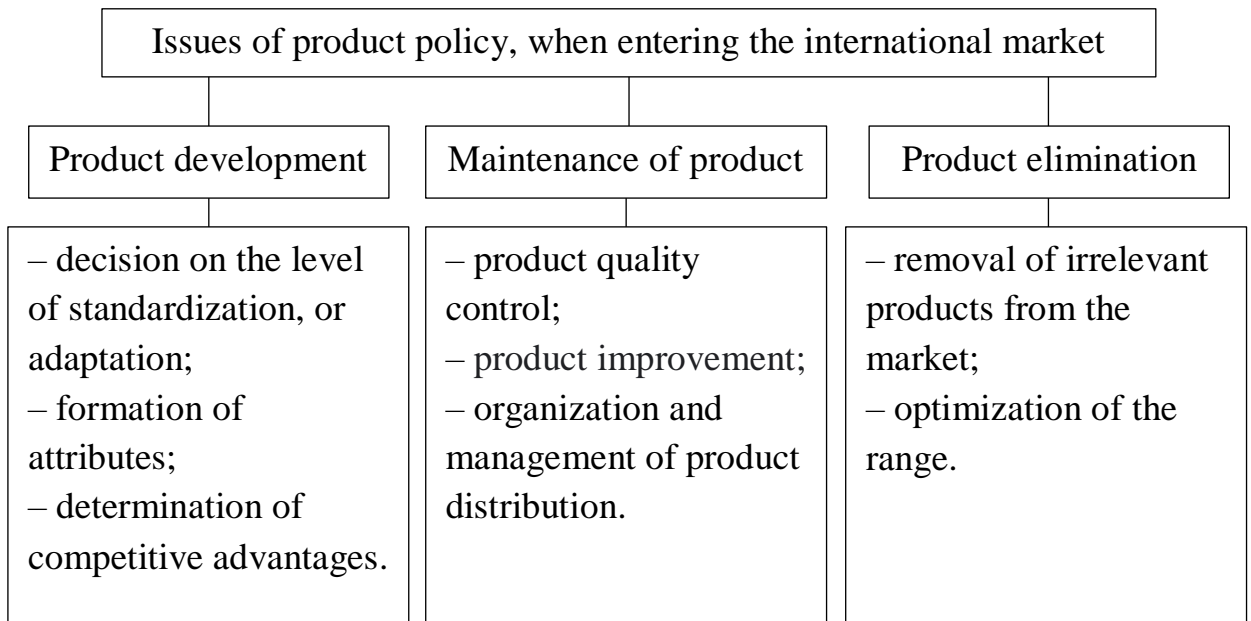 Issues of product policy, when entering the international market
Product development
Maintenance of product
Product elimination
– decision on the level
of standardization, or
adaptation;
– formation of
attributes;
– determination of
competitive advantages.
– product quality
control;
– product improvement;
– organization and
management of product
distribution.
– removal of irrelevant
products from the
market;
– optimization of the
range.